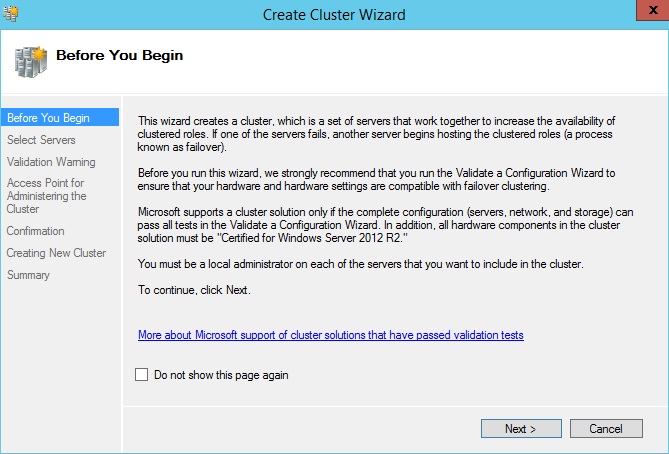 Create Cluster Wizard
x
Before You Begin
Before You Begin
Select Servers
Validation Warning
Access Point for
Administering the
Cluster
Confirmation
Creating New Cluster
Summary
This wizard creates a cluster, which is a set of servers that work together to increase the availability of
clustered roles. If one of the servers fails, another server begins hosting the clustered roles (a process
known as failover).
Before you run this wizard, we strongly recommend that you run the Validate a Configuration Wizard to
ensure that your hardware and hardware settings are compatible with failover clustering.
Microsoft supports a cluster solution only if the complete configuration (servers, network, and storage) can
pass all tests in the Validate a Configuration Wizard. In addition, all hardware components in the cluster
solution must be "Certified for Windows Server 2012 R2."
You must be a local administrator on each of the servers that you want to include in the cluster.
To continue, click Next.
More about Microsoft support of cluster solutions that have passed validation tests
Do not show this page again
Next >
Cancel